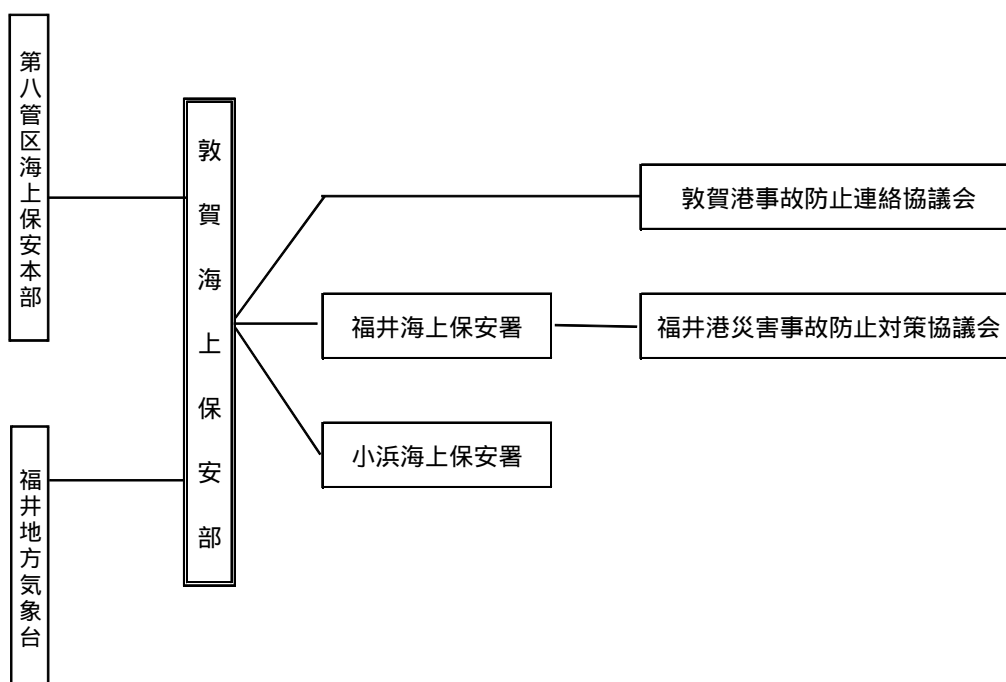 第八管区海上保安本部
福井地方気象台
敦賀海上保安部
敦賀港事故防止連絡協議会
福井海上保安署
福井港災害事故防止対策協議会
小浜海上保安署